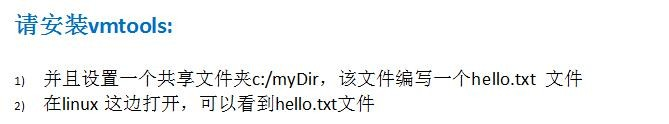 请安装vmtools:
1) 并且设置一个共享文件夹c:/myDir，该文件编写一个hello.txt 文件
2) 在linux 这边打开，可以看到hello.txt文件